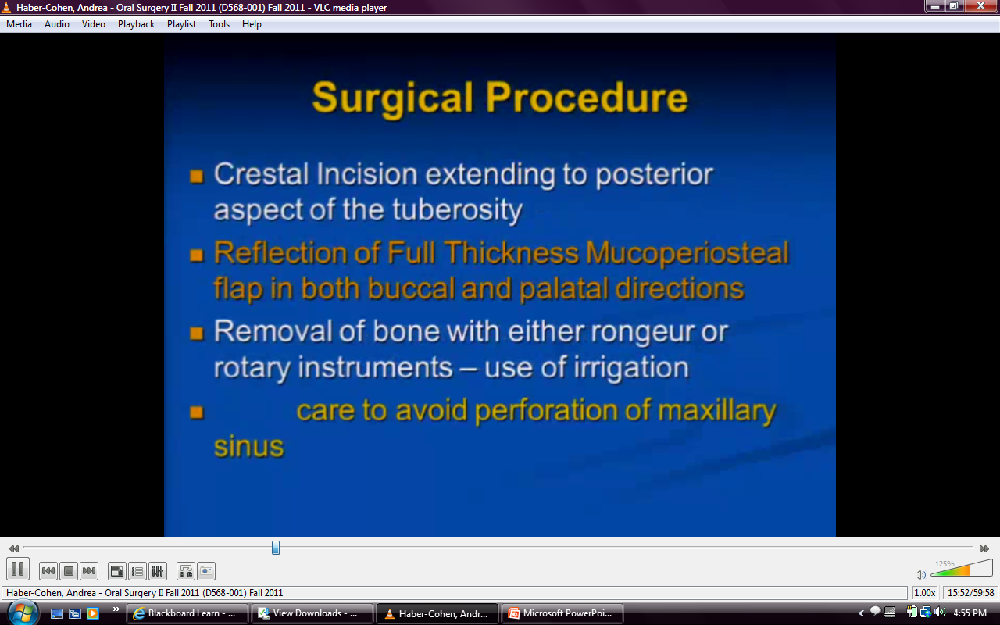 Haber-Cohen, Andrea - Oral Surgery II Fall 2011 (D568-001) Fall 2011 - VLC media player
Media Audio Video Playback Playlist Tools Help
Surgical Procedure
Crestal Incision extending to posterior
aspect of the tuberosity
Reflection of Full Thickness Mucoperiosteal
flap in both buccal and palatal directions
Removal of bone with either rongeur or
rotary instruments – use of irrigation
care to avoid perforation of maxillary
sinus
125%
Haber-Cohen, Andrea - Oral Surgery II Fall 2011 (D568-001) Fall 2011 1.00x 15:52/59:58
Blackboard Learn - ... View Downloads - ... Haber-Cohen, Andr... Microsoft PowerPoi... 4:55 PM